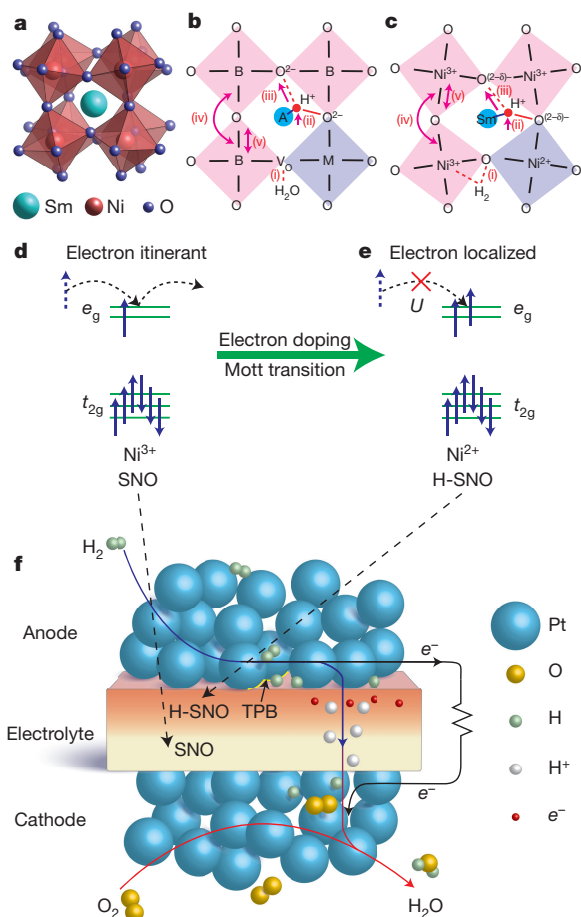 a
Sm Ni O
b
O O
O B O2− B O
H+
(iii)
A (ii)
(iv) O O2−
(v)
O B VO M O
(i)
H2O
O O
c
O O
O Ni3+ O(2−δ)− Ni3+ O
(v) (iii) H+
Sm (ii)
(iv) O O(2−δ)−
Ni3+ O Ni2+
O (i) O
H2
O O
d
Electron itinerant
eg
t2g
Ni3+
SNO
Electron doping
Mott transition
e
Electron localized
U
eg
t2g
Ni2+
H-SNO
f
H2
Anode
e−
H-SNO TPB
Electrolyte
SNO
e−
Cathode
O2
H2O
Pt
O
H
H+
e−